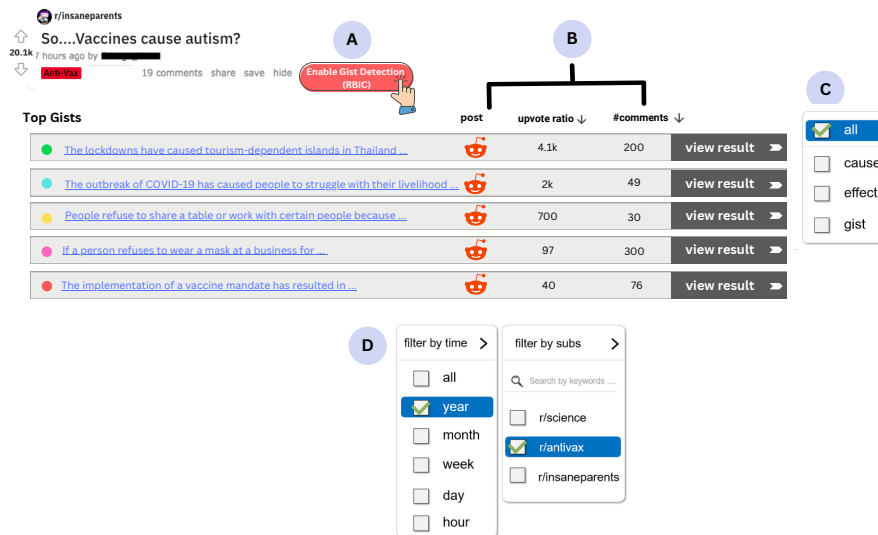 r/insaneparents
So....Vaccines cause autism?
A
B
20.1k
7 hours ago by
Anti-Vax
19 comments share save hide
Enable Gist Detection
(RBIC)
C
Top Gists
post
upvote ratio
#comments
The lockdowns have caused tourism-dependent islands in Thailand ...
4.1k
200
view result
The outbreak of COVID-19 has caused people to struggle with their livelihood ...
2k
49
view result
People refuse to share a table or work with certain people because ...
700
30
view result
If a person refuses to wear a mask at a business for ...
97
300
view result
The implementation of a vaccine mandate has resulted in ...
40
76
view result
all
cause
effect
gist
D
filter by time
all
year
month
week
day
hour
filter by subs
Search by keywords ...
r/science
r/antivax
r/insaneparents